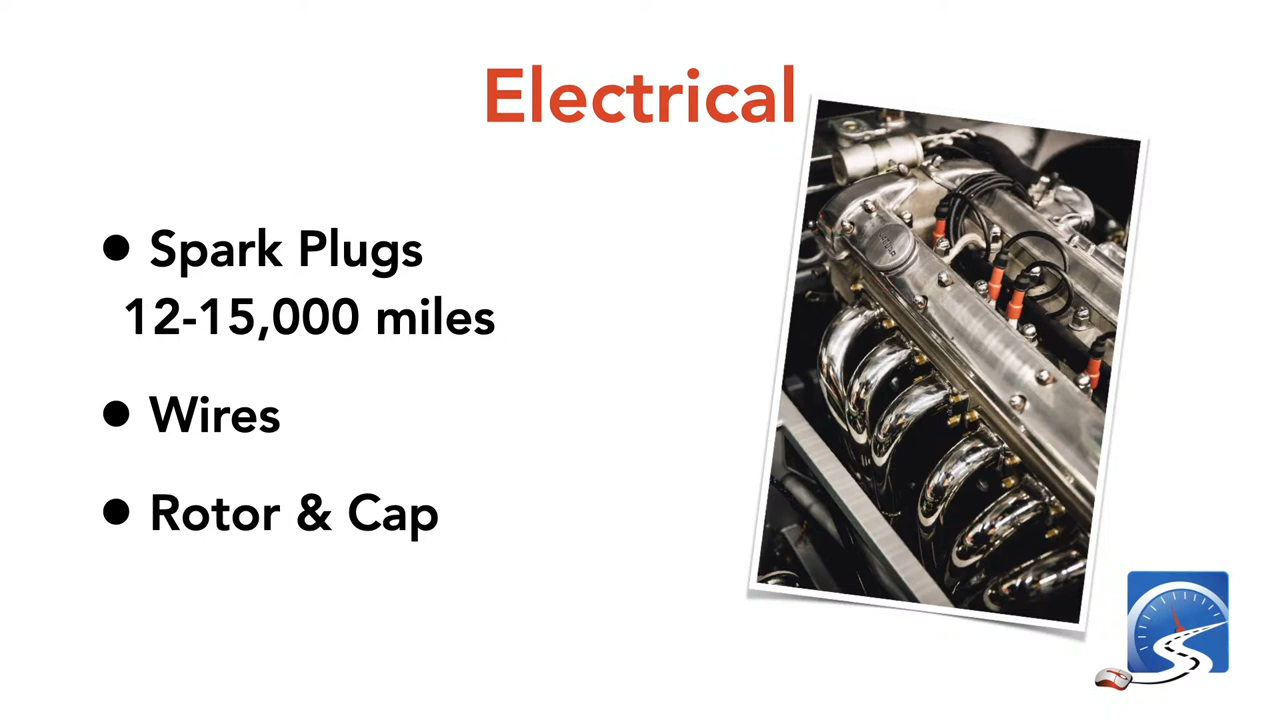 Electrical
• Spark Plugs
12-15,000 miles
• Wires
• Rotor & Cap